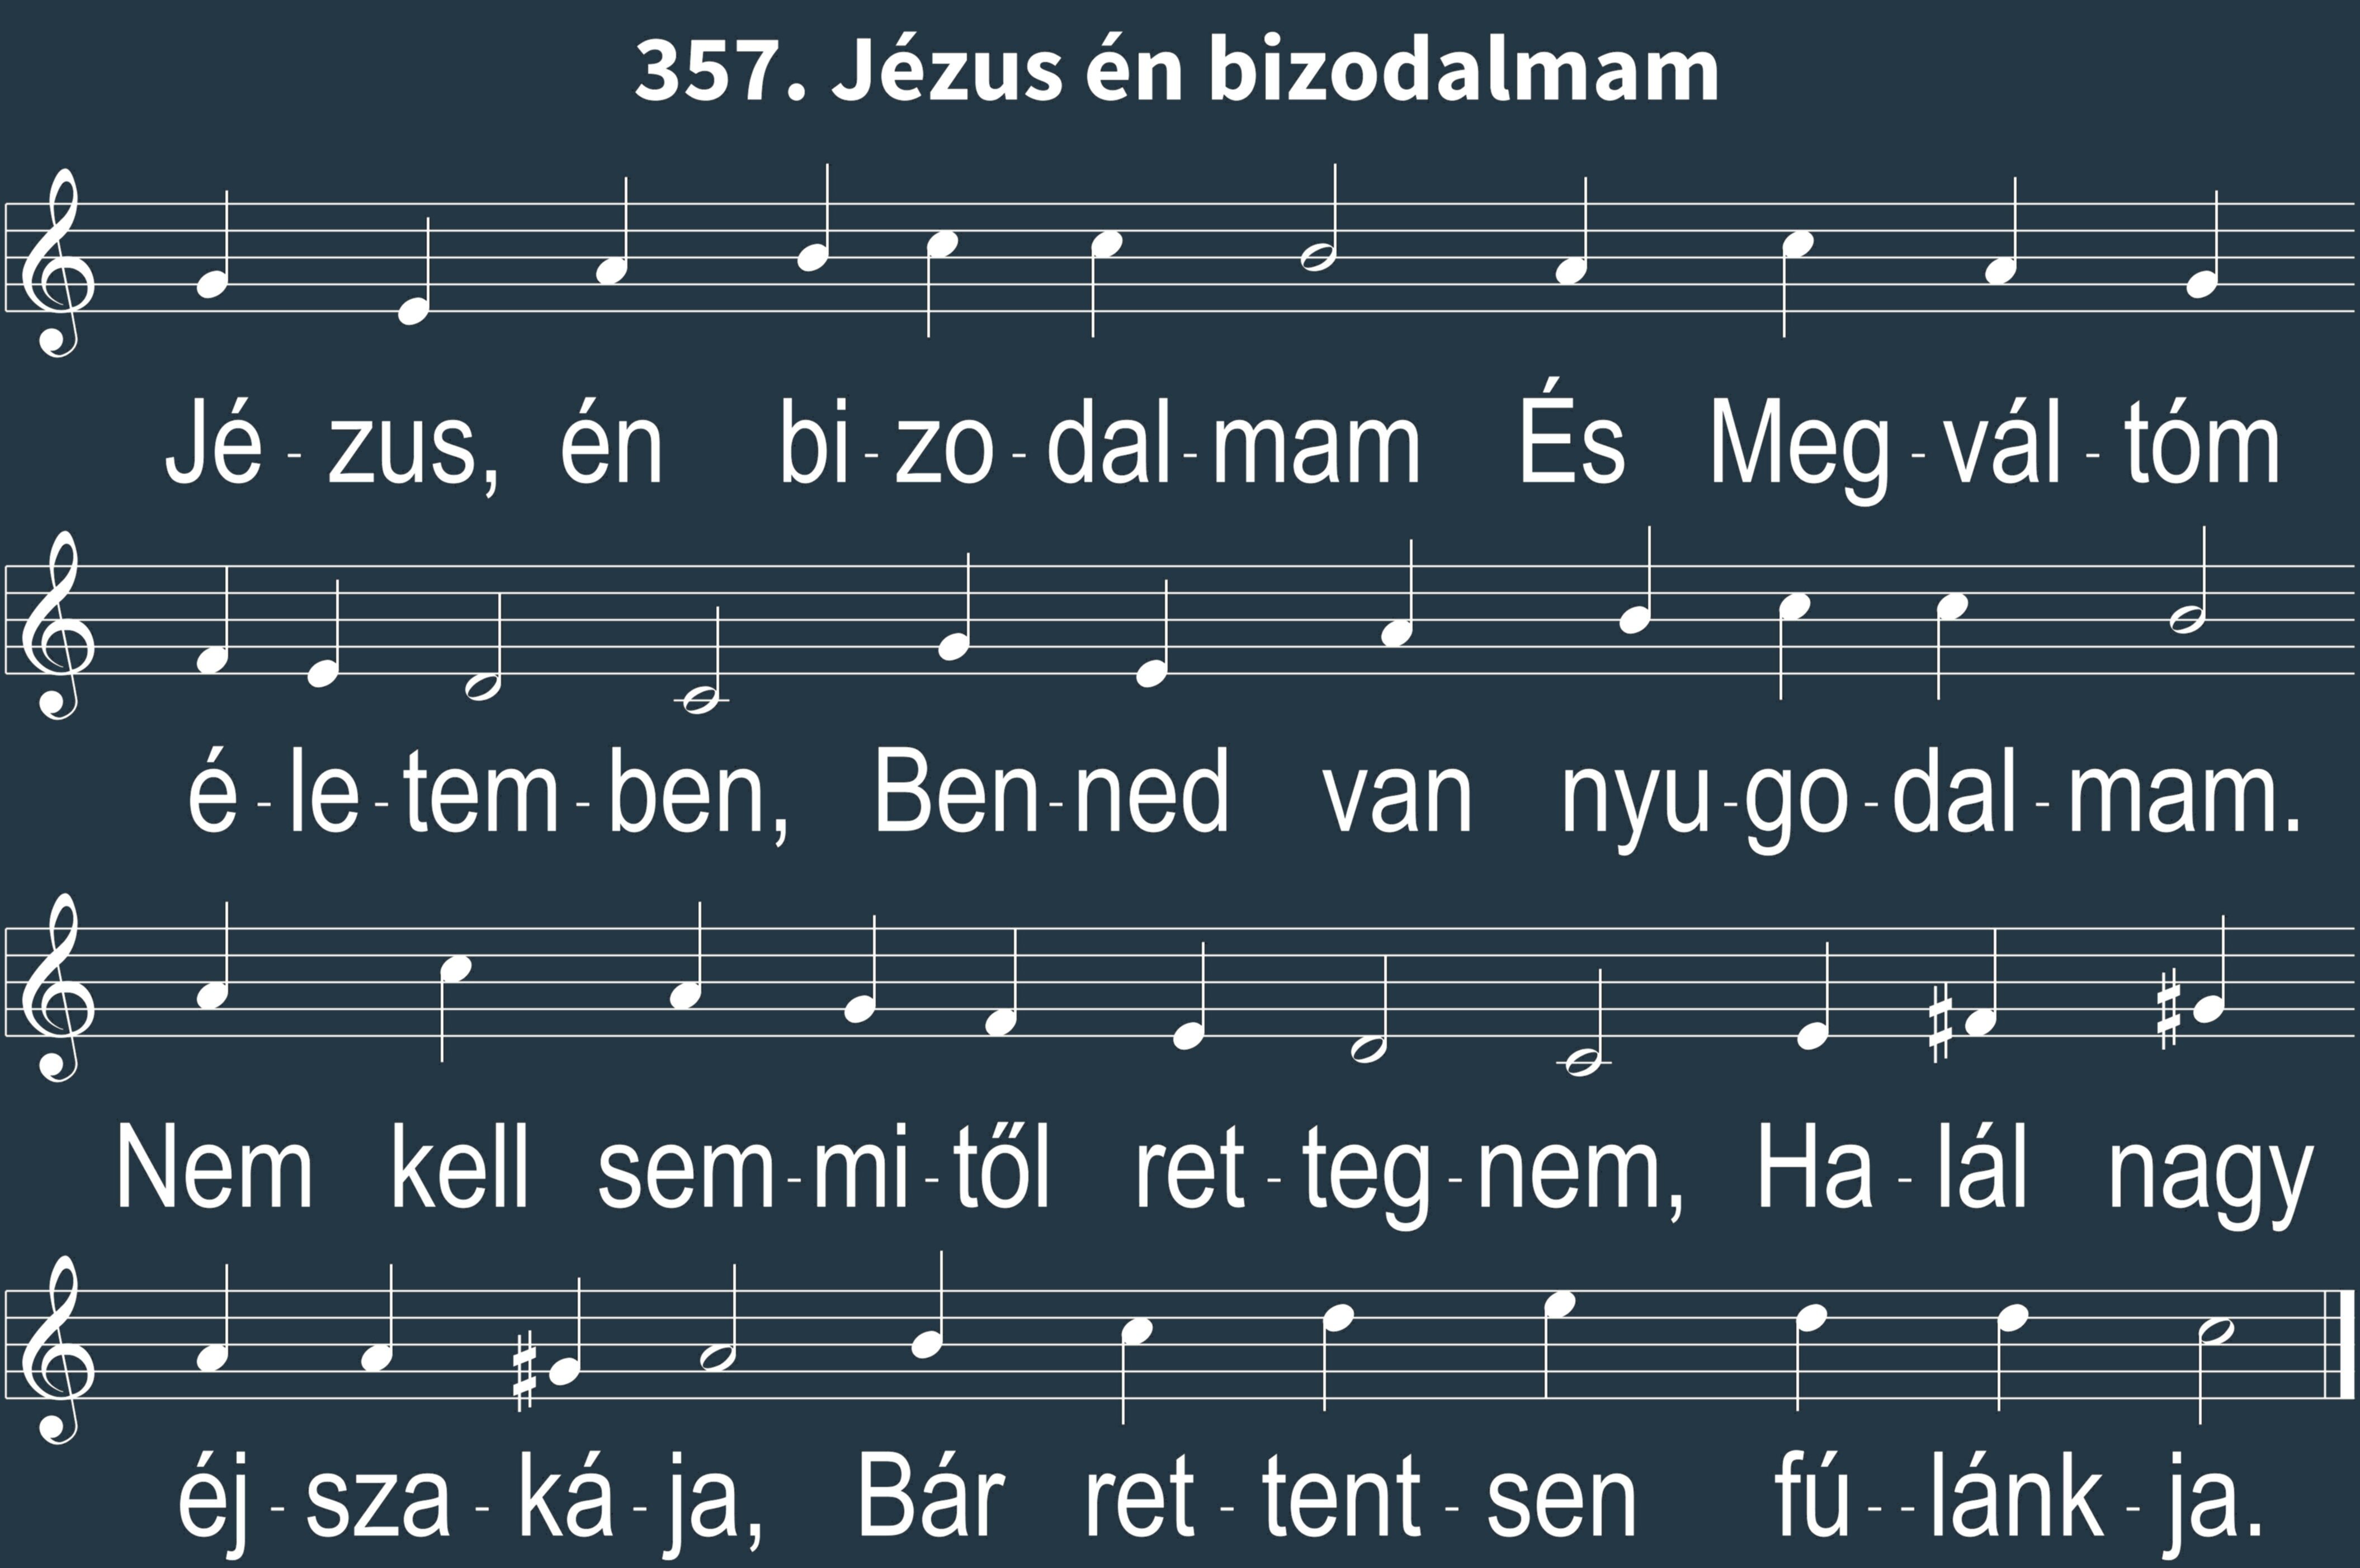 357. Jézus én bizodalmam
Jé - zus, én bi - zo - dal - mam És Meg - vál - tóm
é - le - tem - ben, Ben - ned van nyu - go - dal - mam.
Nem kell sem - mi - től ret - teg - nem, Ha - lál nagy
éj - sza - ká - ja, Bár ret - tent - sen fú - - lánk - ja.